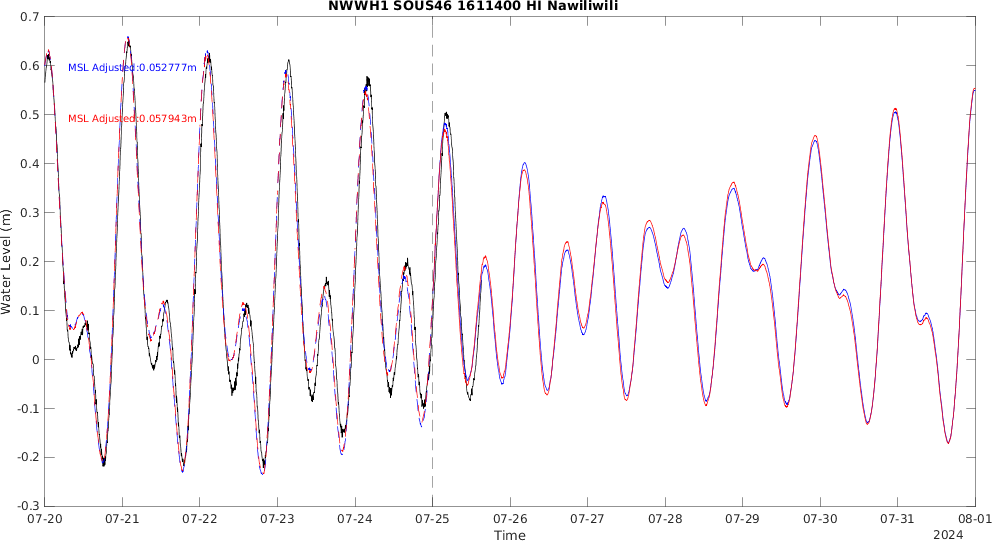 NWWH1 SOUS46 1611400 HI Nawiliwili
0.7
0.6
0.5
0.4
0.3
0.2
0.1
0
-0.1
-0.2
-0.3
Water Level (m)
MSL Adjusted:0.052777m
MSL Adjusted:0.057943m
07-20 07-21 07-22 07-23 07-24 07-25 07-26 07-27 07-28 07-29 07-30 07-31 08-01
Time
2024